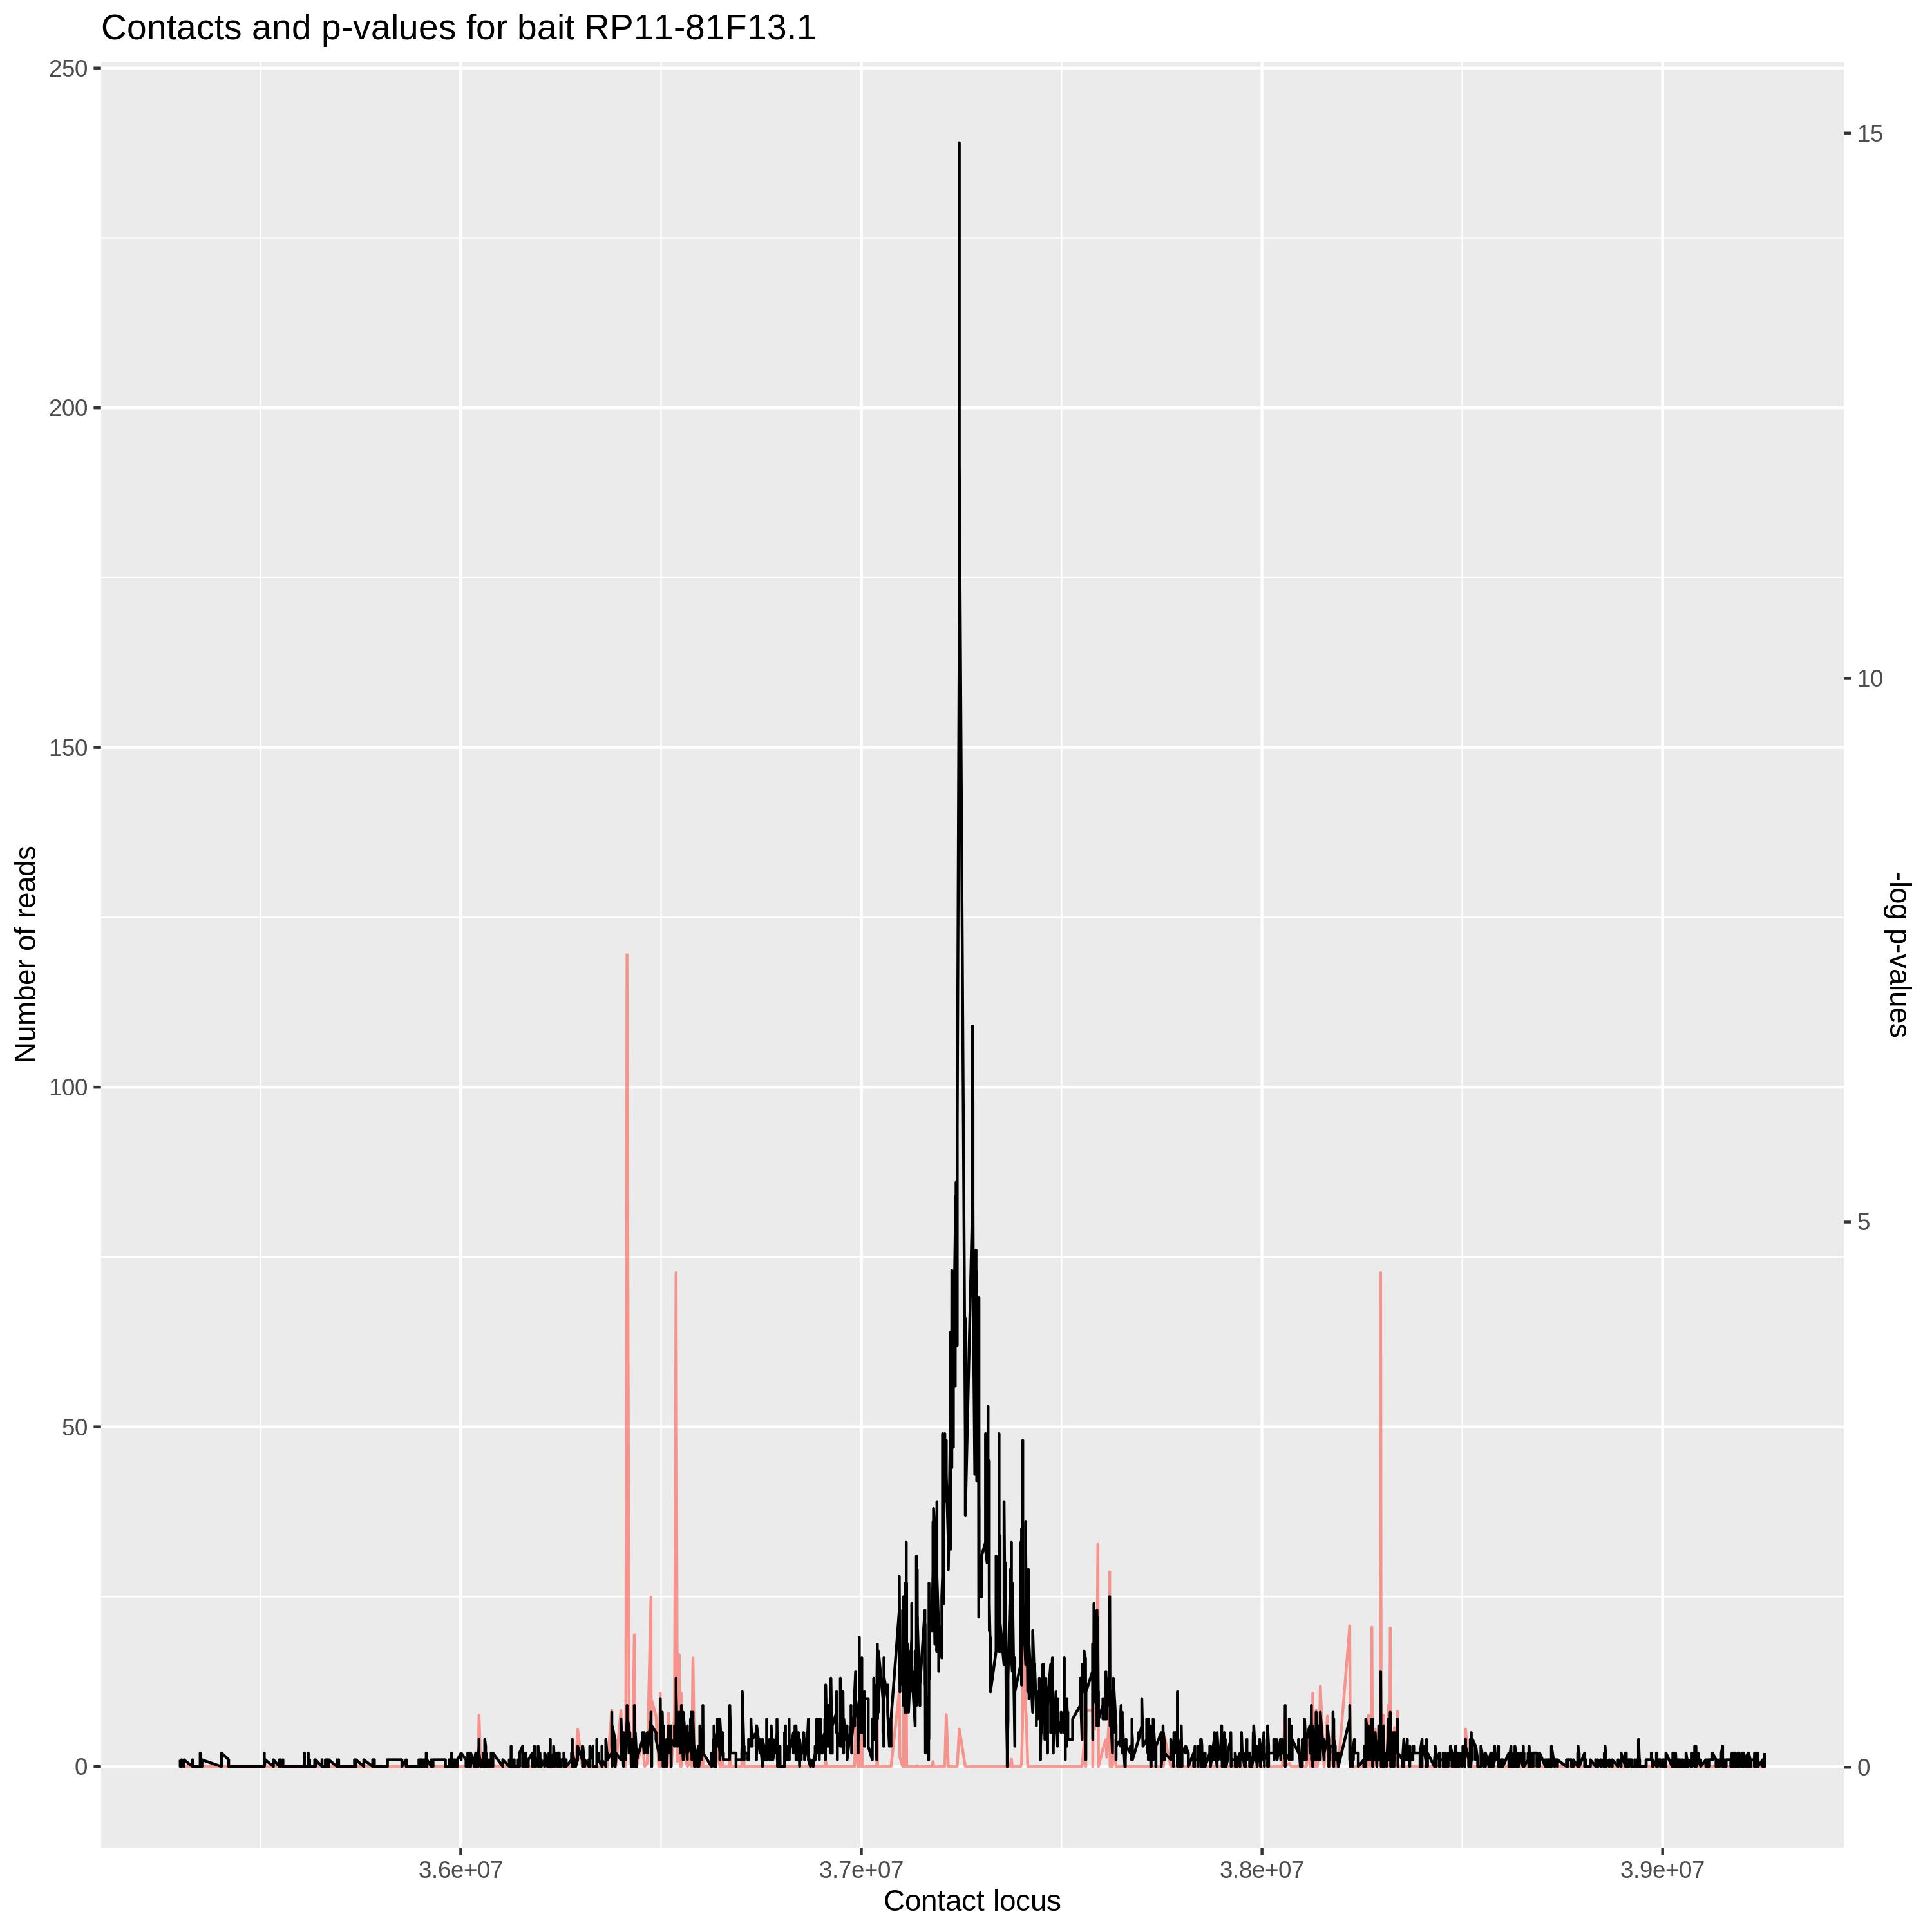 Contacts and p-values for bait RP11-81F13.1
250
200
150
100
50
0
Number of reads
15
10
5
0
-log p-values
3.6e+07
3.7e+07
3.8e+07
3.9e+07
Contact locus